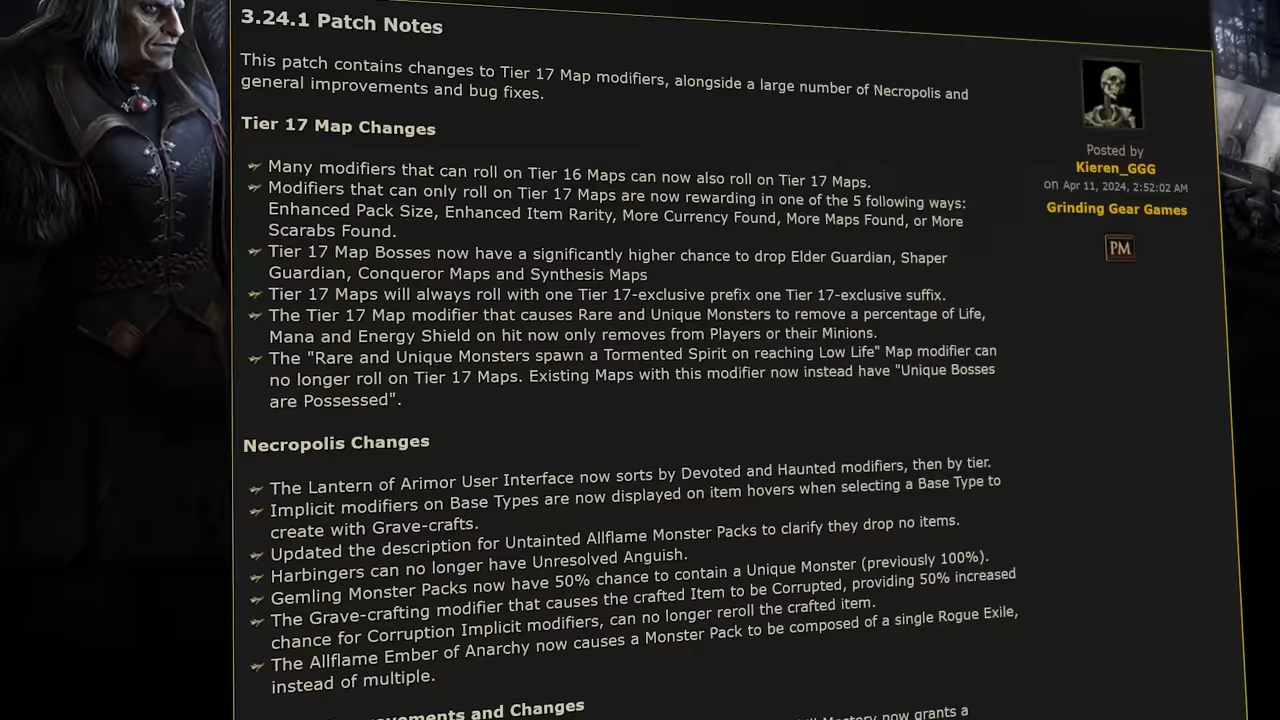 3.24.1 Patch Notes
This patch contains changes to Tier 17 Map modifiers, alongside a large number of Necropolis and
general improvements and bug fixes.
Posted by
Kieren_GGG
on Apr 11, 2024, 2:52:02 AM
Grinding Gear Games
PM
Tier 17 Map Changes
Many modifiers that can roll on Tier 16 Maps can now also roll on Tier 17 Maps.
Modifiers that can only roll on Tier 17 Maps are now rewarding in one of the 5 following ways:
Enhanced Pack Size, Enhanced Item Rarity, More Currency Found, More Maps Found, or More
Scarabs Found.
Tier 17 Map Bosses now have a significantly higher chance to drop Elder Guardian, Shaper
Guardian, Conqueror Maps and Synthesis Maps
Tier 17 Maps will always roll with one Tier 17-exclusive prefix one Tier 17-exclusive suffix.
The Tier 17 Map modifier that causes Rare and Unique Monsters to remove a percentage of Life,
Mana and Energy Shield on hit now only removes from Players or their Minions.
The "Rare and Unique Monsters spawn a Tormented Spirit on reaching Low Life" Map modifier can
no longer roll on Tier 17 Maps. Existing Maps with this modifier now instead have "Unique Bosses
are Possessed".
Necropolis Changes
The Lantern of Arimor User Interface now sorts by Devoted and Haunted modifiers, then by tier.
Implicit modifiers on Base Types are now displayed on item hovers when selecting a Base Type to
create with Grave-crafts.
Updated the description for Untainted Allflame Monster Packs to clarify they drop no items.
Harbingers can no longer have Unresolved Anguish.
Gemling Monster Packs now have 50% chance to contain a Unique Monster (previously 100%).
The Grave-crafting modifier that causes the crafted Item to be Corrupted, providing 50% increased
chance for Corruption Implicit modifiers, can no longer reroll the crafted item.
The Allflame Ember of Anarchy now causes a Monster Pack to be composed of a single Rogue Exile,
instead of multiple.
and Changes
Mastery now grants a